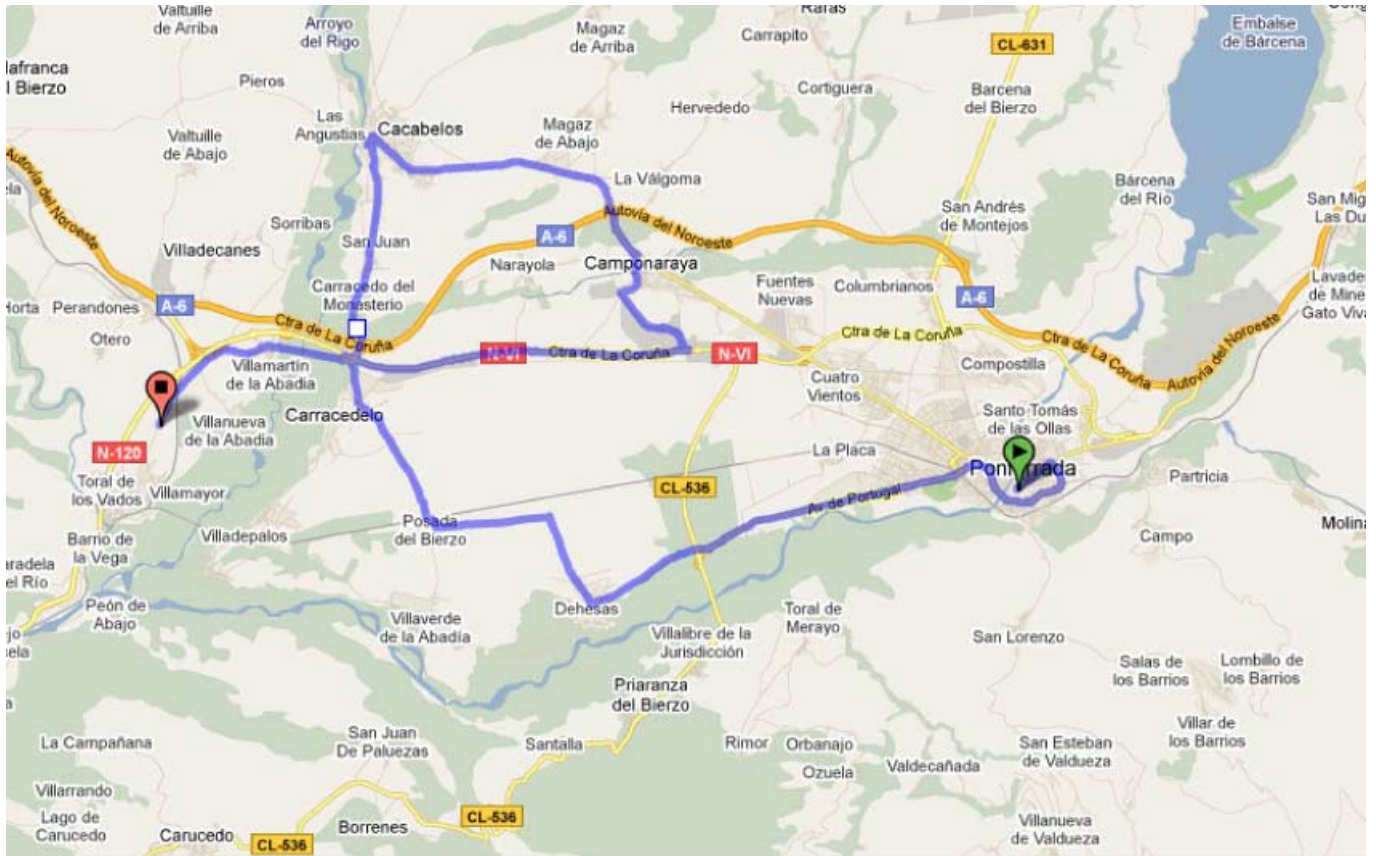 Valtuille
de Arriba
Arroyo
del Rigo
Magaz
de Arriba
Carrapito
CL-631
Embalse
de Bárcena
lafranca
l Bierzo
Pieros
Cortiguera
Barcena
del Bierzo
Hervededo
Las
Angustias
Cacabelos
Magaz
de Abajo
Valtuille
de Abajo
La Válgoma
Bárcena
del Río
Autovía del Noroeste
San Andrés
de Montejos
San Mig
Las Du
Sorribas
Autovía del Noroeste
San Juan
A-6
Villadecanes
Narayola
Camponaraya
Fuentes
Nuevas
Columbrianos
A-6
Lavade
de Mine
Gato Viva
Carracedo del
Monasterio
Horta
Perandones
A-6
Otero
Ctra de La Coruña
Ctra de La Coruña
Ctra de La Coruña
Autovía del Noroeste
N-VI
Ctra de La Coruña
N-VI
Villamartín
de la Abadia
Compostilla
Cuatro
Vientos
Carracedelo
Villanueva
de la Abadia
Santo Tomás
de las Ollas
N-120
La Placa
Ponferrada
Partricia
Toral de
los Vados
Villamayor
CL-536
Av de Portugal
Posada
del Bierzo
Molina
Villadepalos
Barrio de
la Vega
Campo
aradela
el Río
Peón de
Abajo
Dehesas
Villaverde
de la Abadía
Toral de
Merayo
Villalibre de la
Jurisdicción
San Lorenzo
Salas de
los Barrios
Lombillo de
los Barrios
Priaranza
del Bierzo
Villar de
los Barrios
La Campañana
San Juan
De Paluezas
Santalla
Rimor
Orbanajo
San Esteban
de Valdueza
Ozuela
Valdecañada
Villarrando
Lago de
Carucedo
CL-536
Carucedo
Borrenes
CL-536
Villanueva
de Valdueza